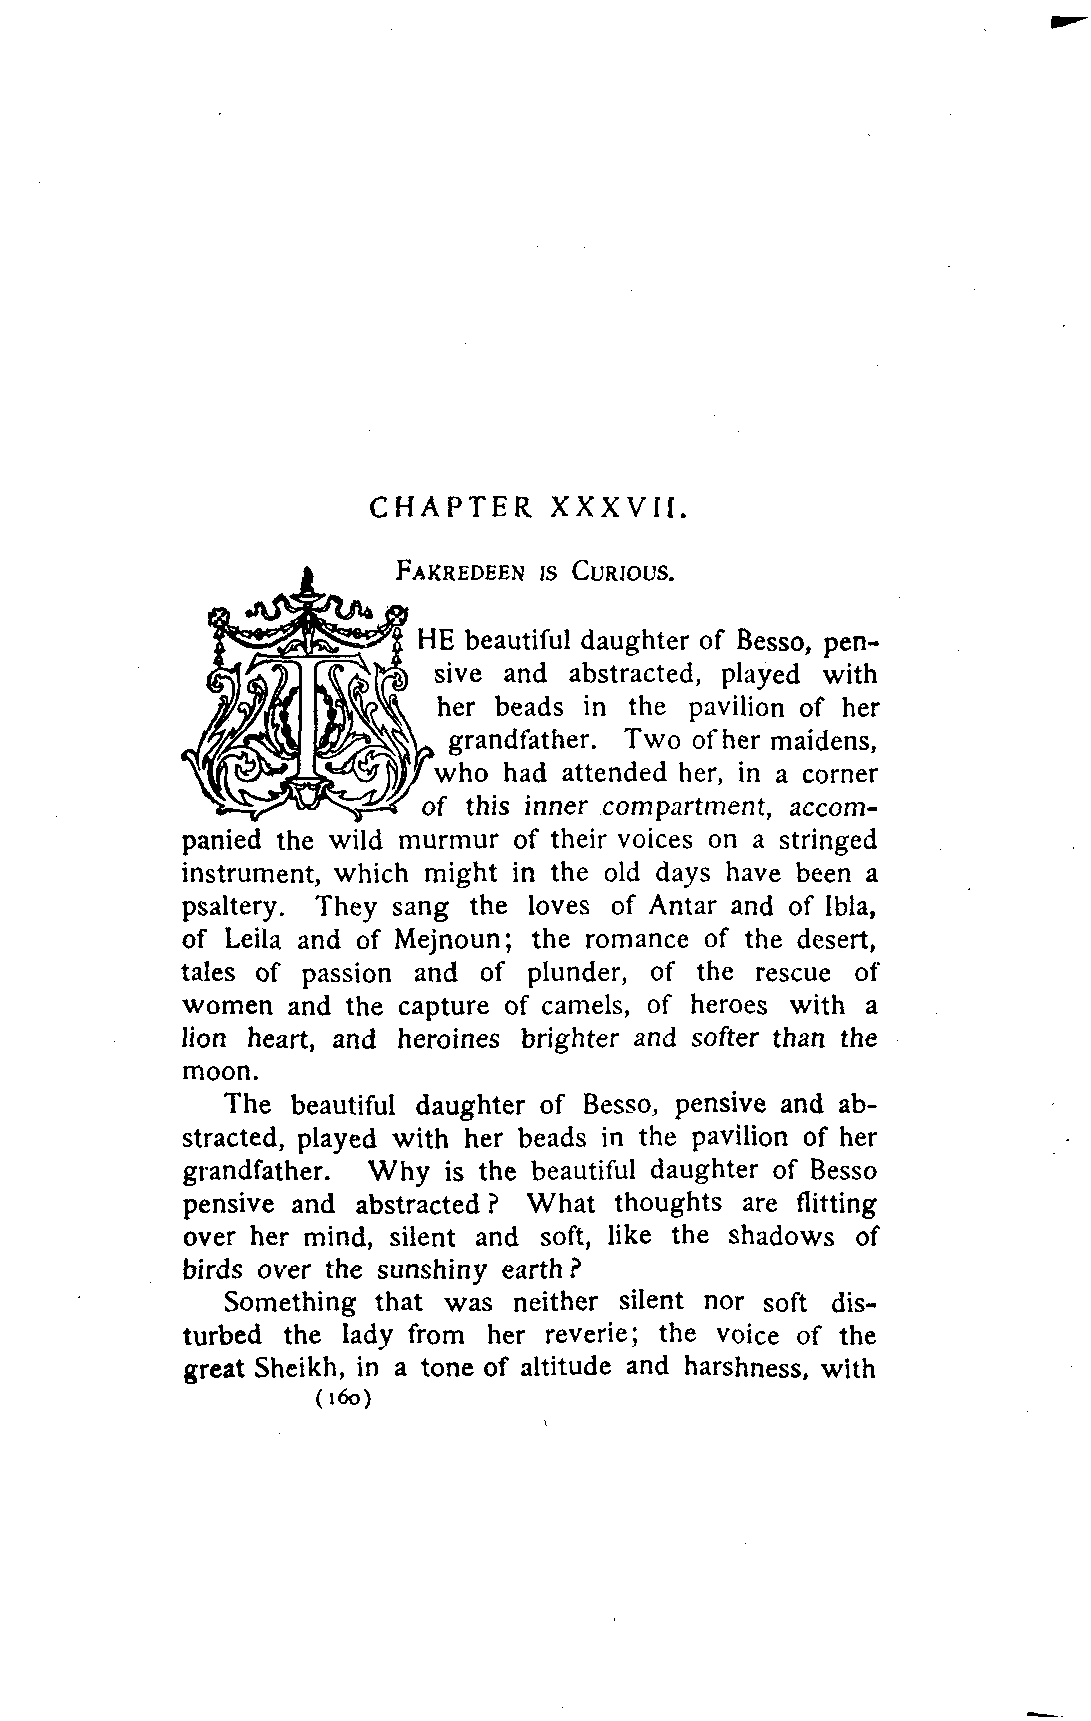 CHAPTER XXXVII.
FAKREDEEN IS CURIOUS.
THE beautiful daughter of Besso, pen-
sive and abstracted, played with
her beads in the pavilion of her
grandfather. Two of her maidens,
who had attended her, in a corner
of this inner compartment, accom-
panied the wild murmur of their voices on a stringed
instrument, which might in the old days have been a
psaltery. They sang the loves of Antar and of Ibla,
of Leila and of Mejnoun; the romance of the desert,
tales of passion and of plunder, of the rescue of
women and the capture of camels, of heroes with a
lion heart, and heroines brighter and softer than the
moon.
The beautiful daughter of Besso, pensive and ab-
stracted, played with her beads in the pavilion of her
grandfather. Why is the beautiful daughter of Besso
pensive and abstracted? What thoughts are flitting
over her mind, silent and soft, like the shadows of
birds over the sunshiny earth?
Something that was neither silent nor soft dis-
turbed the lady from her reverie; the voice of the
great Sheikh, in a tone of altitude and harshness, with
(160)